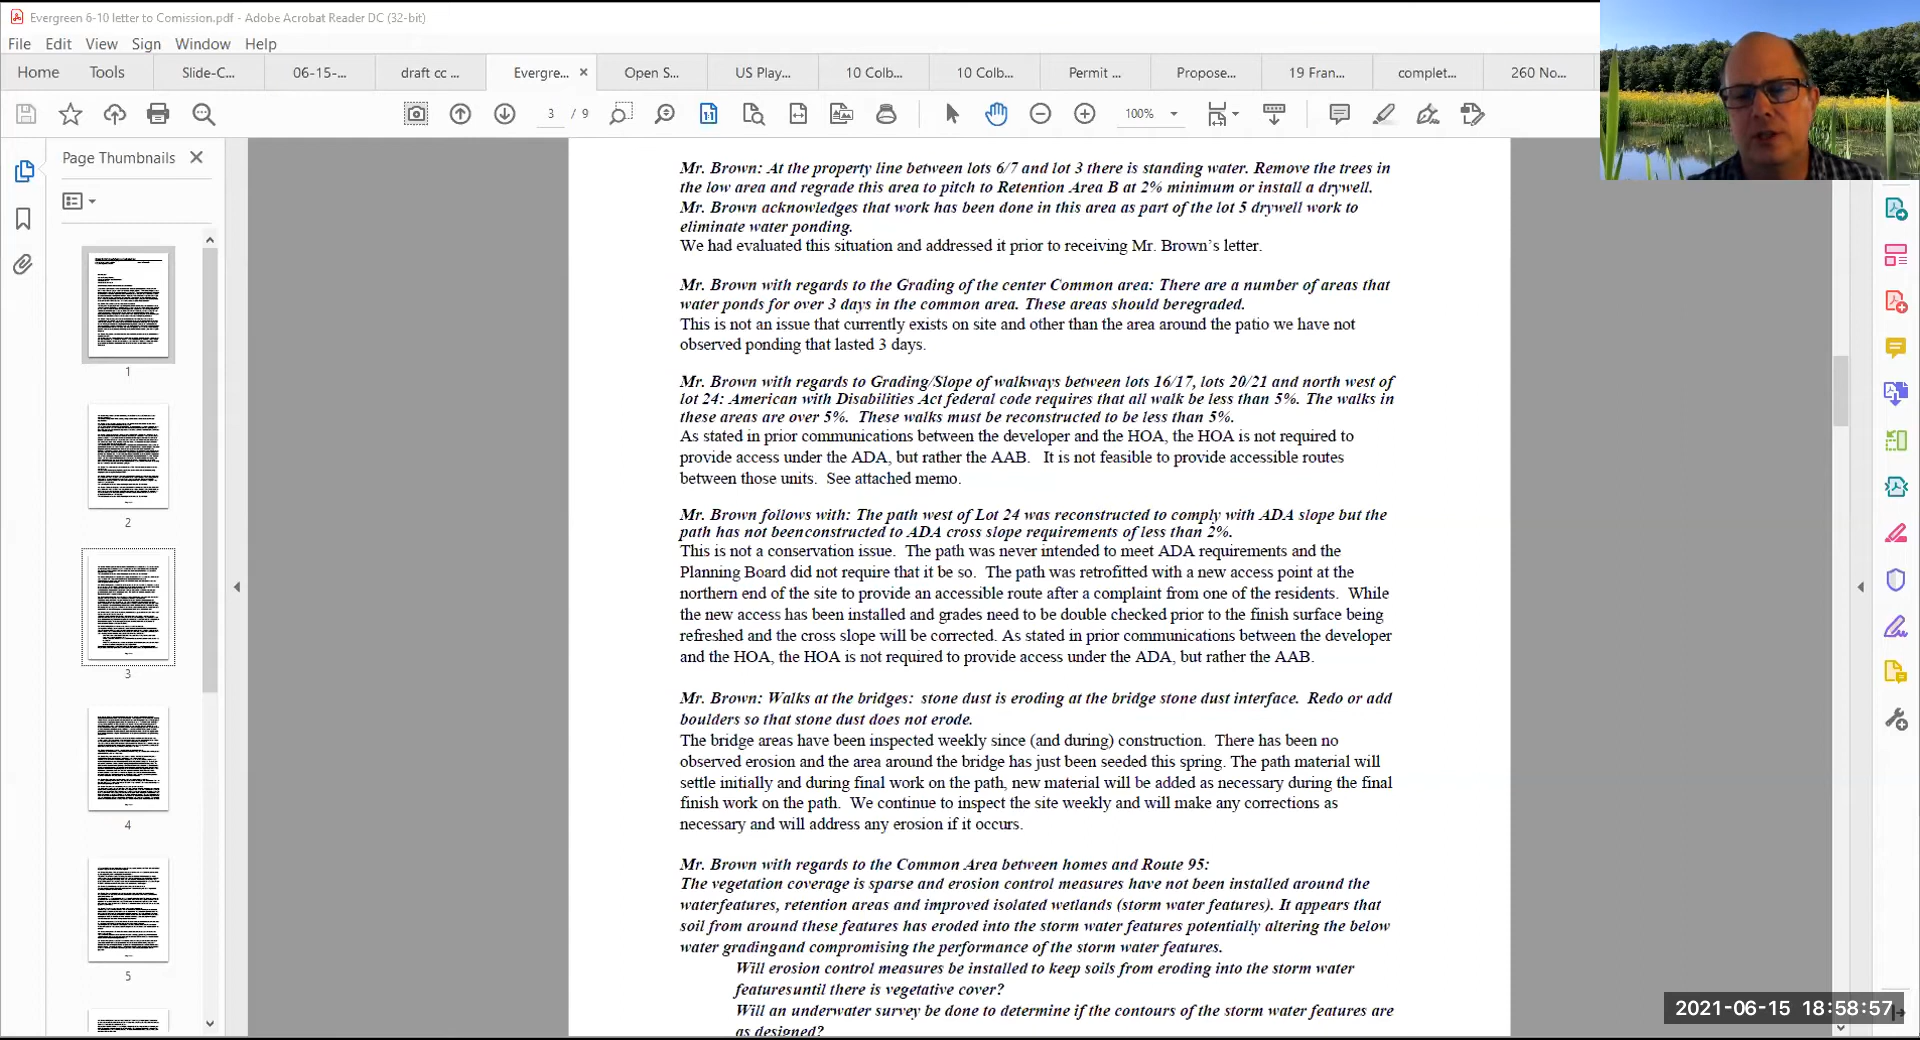 Evergreen 6-10 letter to Comission.pdf - Adobe Acrobat Reader DC (32-bit)
File Edit View Sign Window Help
Home Tools Slide-C... 06-15-... draft cc ... Evergre... × Open S... US Play... 10 Colb... 10 Colb... Permit ... Propose... 19 Fran... complet... 260 No...
3 / 9 100%
Page Thumbnails
1
2
3
4
5
Mr. Brown: At the property line between lots 6/7 and lot 3 there is standing water. Remove the trees in
the low area and regrade this area to pitch to Retention Area B at 2% minimum or install a drywell.
Mr. Brown acknowledges that work has been done in this area as part of the lot 5 drywell work to
eliminate water ponding.
We had evaluated this situation and addressed it prior to receiving Mr. Brown's letter.
Mr. Brown with regards to the Grading of the center Common area: There are a number of areas that
water ponds for over 3 days in the common area. These areas should beregraded.
This is not an issue that currently exists on site and other than the area around the patio we have not
observed ponding that lasted 3 days.
Mr. Brown with regards to Grading/Slope of walkways between lots 16/17, lots 20/21 and north west of
lot 24: American with Disabilities Act federal code requires that all walk be less than 5%. The walks in
these areas are over 5%. These walks must be reconstructed to be less than 5%.
As stated in prior communications between the developer and the HOA, the HOA is not required to
provide access under the ADA, but rather the AAB. It is not feasible to provide accessible routes
between those units. See attached memo.
Mr. Brown follows with: The path west of Lot 24 was reconstructed to comply with ADA slope but the
path has not beenconstructed to ADA cross slope requirements of less than 2%.
This is not a conservation issue. The path was never intended to meet ADA requirements and the
Planning Board did not require that it be so. The path was retrofitted with a new access point at the
northern end of the site to provide an accessible route after a complaint from one of the residents. While
the new access has been installed and grades need to be double checked prior to the finish surface being
refreshed and the cross slope will be corrected. As stated in prior communications between the developer
and the HOA, the HOA is not required to provide access under the ADA, but rather the AAB.
Mr. Brown: Walks at the bridges: stone dust is eroding at the bridge stone dust interface. Redo or add
boulders so that stone dust does not erode.
The bridge areas have been inspected weekly since (and during) construction. There has been no
observed erosion and the area around the bridge has just been seeded this spring. The path material will
settle initially and during final work on the path, new material will be added as necessary during the final
finish work on the path. We continue to inspect the site weekly and will make any corrections as
necessary and will address any erosion if it occurs.
Mr. Brown with regards to the Common Area between homes and Route 95:
The vegetation coverage is sparse and erosion control measures have not been installed around the
waterfeatures, retention areas and improved isolated wetlands (storm water features). It appears that
soil from around these features has eroded into the storm water features potentially altering the below
water gradingand compromising the performance of the storm water features.
Will erosion control measures be installed to keep soils from eroding into the storm water
featuresuntil there is vegetative cover?
Will an underwater survey be done to determine if the contours of the storm water features are
as designed?
2021-06-15 18:58:57